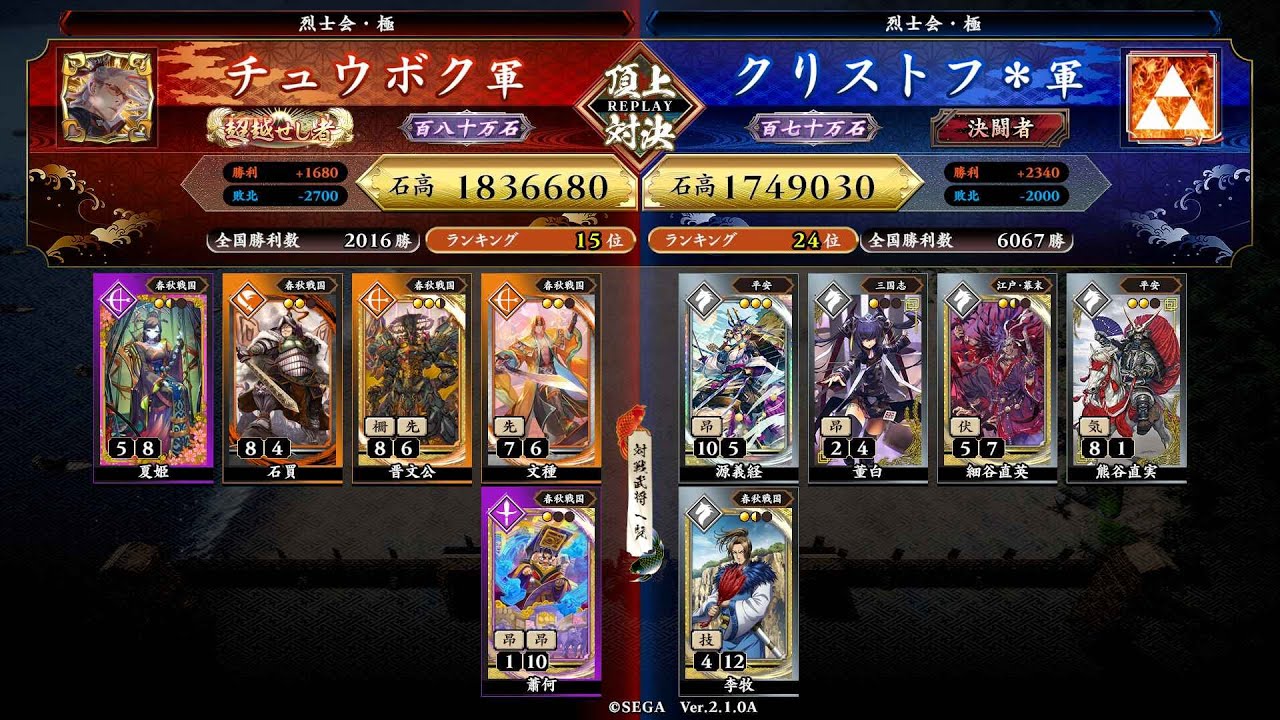 烈士会・極
烈士会・極
チュウボク軍
頂上
REPLAY
対決
クリストフ＊軍
超越せし者
百八十万石
百七十万石
決闘者
勝利 +1680
敗北 -2700
石高 1836680
石高 1749030
勝利 +2340
敗北 -2000
全国勝利数 2016勝
ランキング 15位
ランキング 24位
全国勝利数 6067勝
春秋戦国
春秋戦国
春秋戦国
春秋戦国
平安
三国志
江戸・幕末
平安
柵 先
先
昂
昂
伏
気
5 8
8 4
8 6
7 6
10 5
2 4
5 7
8 1
夏姫
石買
晋文公
文種
源義経
董白
細谷直英
熊谷直実
対戦武将一覧
春秋戦国
春秋戦国
昂 昂
技
1 10
4 12
蕭何
李牧
©SEGA Ver.2.1.0A